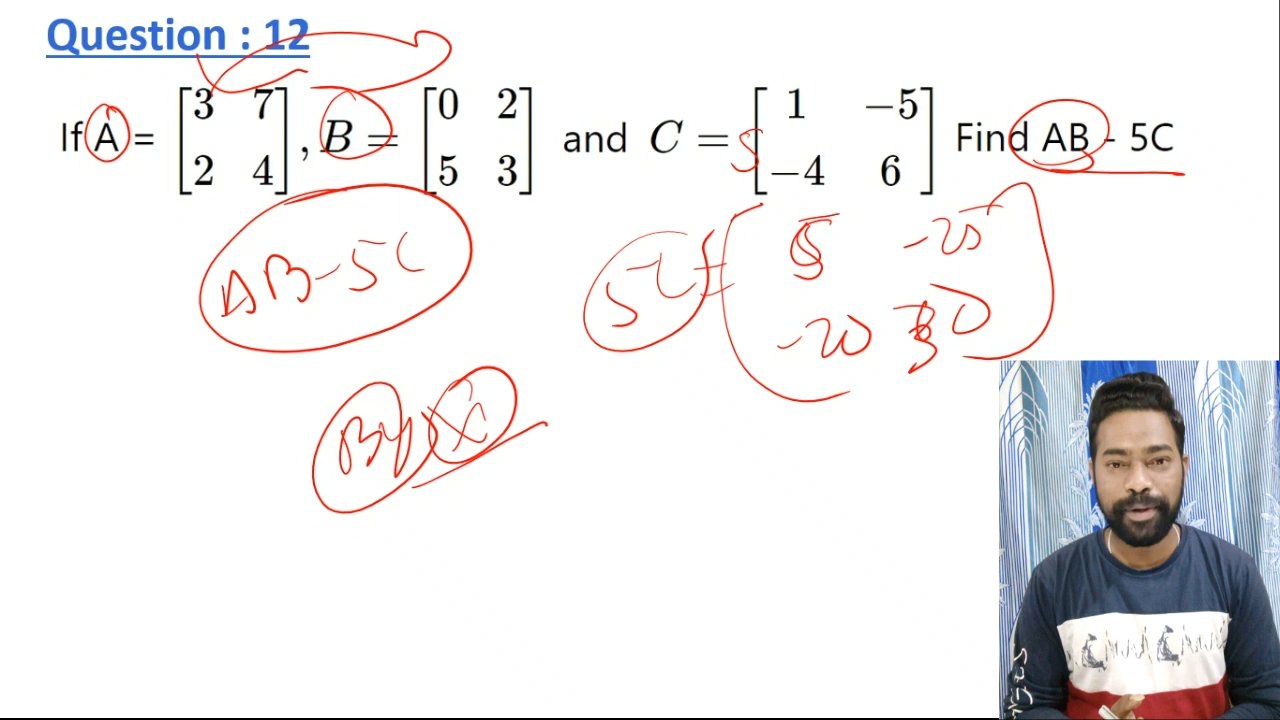 Question : 12
If A = [3 7 2 4] , B = [0 2 5 3] and C = 5 [1 −5 −4 6] Find AB - 5C
AB-5C
5C = [5 -25
-20 30]